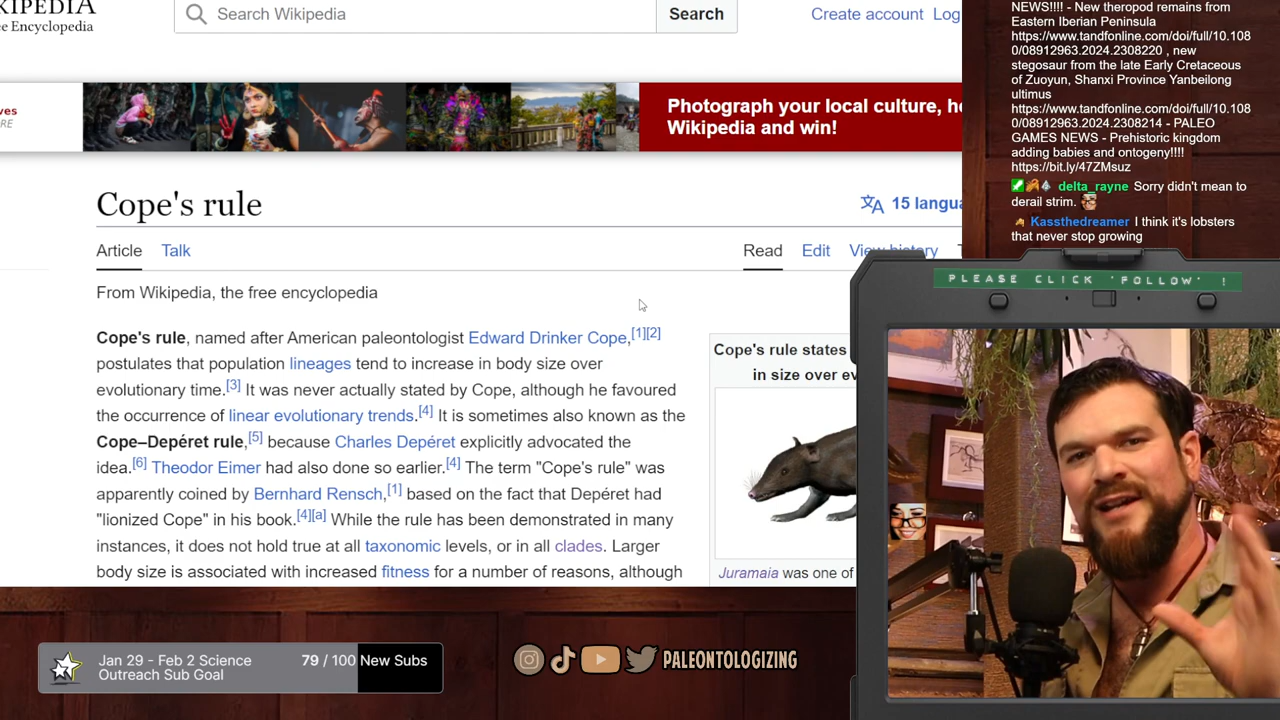 KIPEDIA
ee Encyclopedia
Search Wikipedia
Search
Create account
Log
ves
RE
Photograph your local culture, he
Wikipedia and win!
Cope's rule
15 langua
Article
Talk
Read
Edit
View history
From Wikipedia, the free encyclopedia
Cope's rule, named after American paleontologist Edward Drinker Cope,[1][2]
postulates that population lineages tend to increase in body size over
evolutionary time.[3] It was never actually stated by Cope, although he favoured
the occurrence of linear evolutionary trends.[4] It is sometimes also known as the
Cope–Depéret rule,[5] because Charles Depéret explicitly advocated the
idea.[6] Theodor Eimer had also done so earlier.[4] The term "Cope's rule" was
apparently coined by Bernhard Rensch,[1] based on the fact that Depéret had
"lionized Cope" in his book.[4][a] While the rule has been demonstrated in many
instances, it does not hold true at all taxonomic levels, or in all clades. Larger
body size is associated with increased fitness for a number of reasons, although
Cope's rule states
in size over ev
Juramaia was one of
NEWS!!!! - New theropod remains from
Eastern Iberian Peninsula
https://www.tandfonline.com/doi/full/10.108
0/08912963.2024.2308220 , new
stegosaur from the late Early Cretaceous
of Zuoyun, Shanxi Province Yanbeilong
ultimus
https://www.tandfonline.com/doi/full/10.108
0/08912963.2024.2308214 - PALEO
GAMES NEWS - Prehistoric kingdom
adding babies and ontogeny!!!!
https://bit.ly/47ZMsuz
delta_rayne Sorry didn't mean to
derail strim.
Kassthedreamer I think it's lobsters
that never stop growing
PLEASE CLICK 'FOLLOW' !
Jan 29 - Feb 2 Science
Outreach Sub Goal
79 / 100 New Subs
PALEONTOLOGIZING